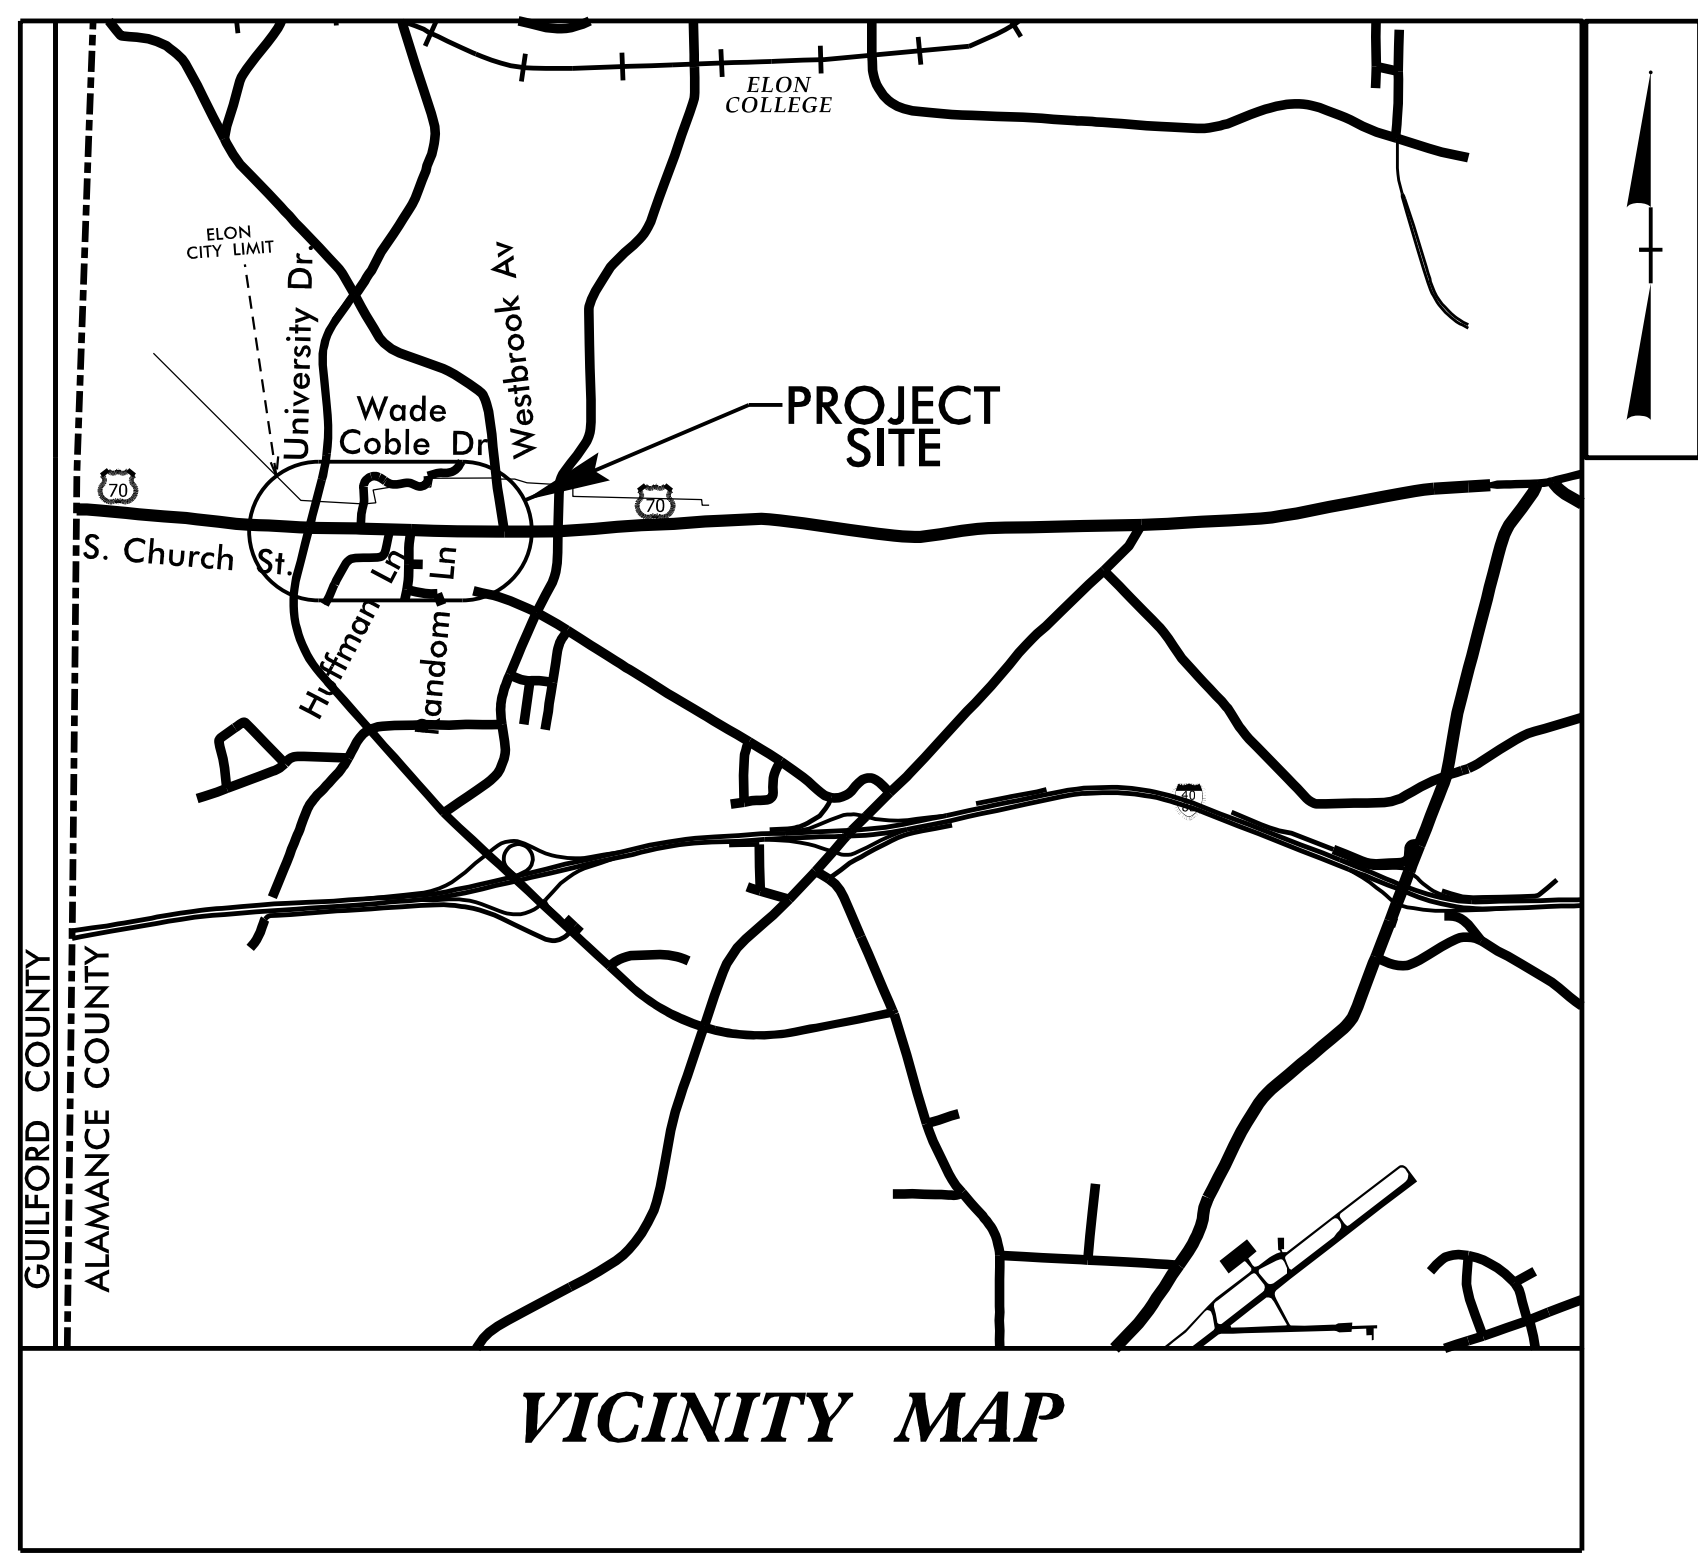 ELON
COLLEGE
ELON
CITY LIMIT
University Dr.
Westbrook Av
Wade
Coble Dr
PROJECT
SITE
70
70
S. Church St.
Huffman Ln
Random Ln
40
GUILFORD COUNTY
ALAMANCE COUNTY
VICINITY MAP